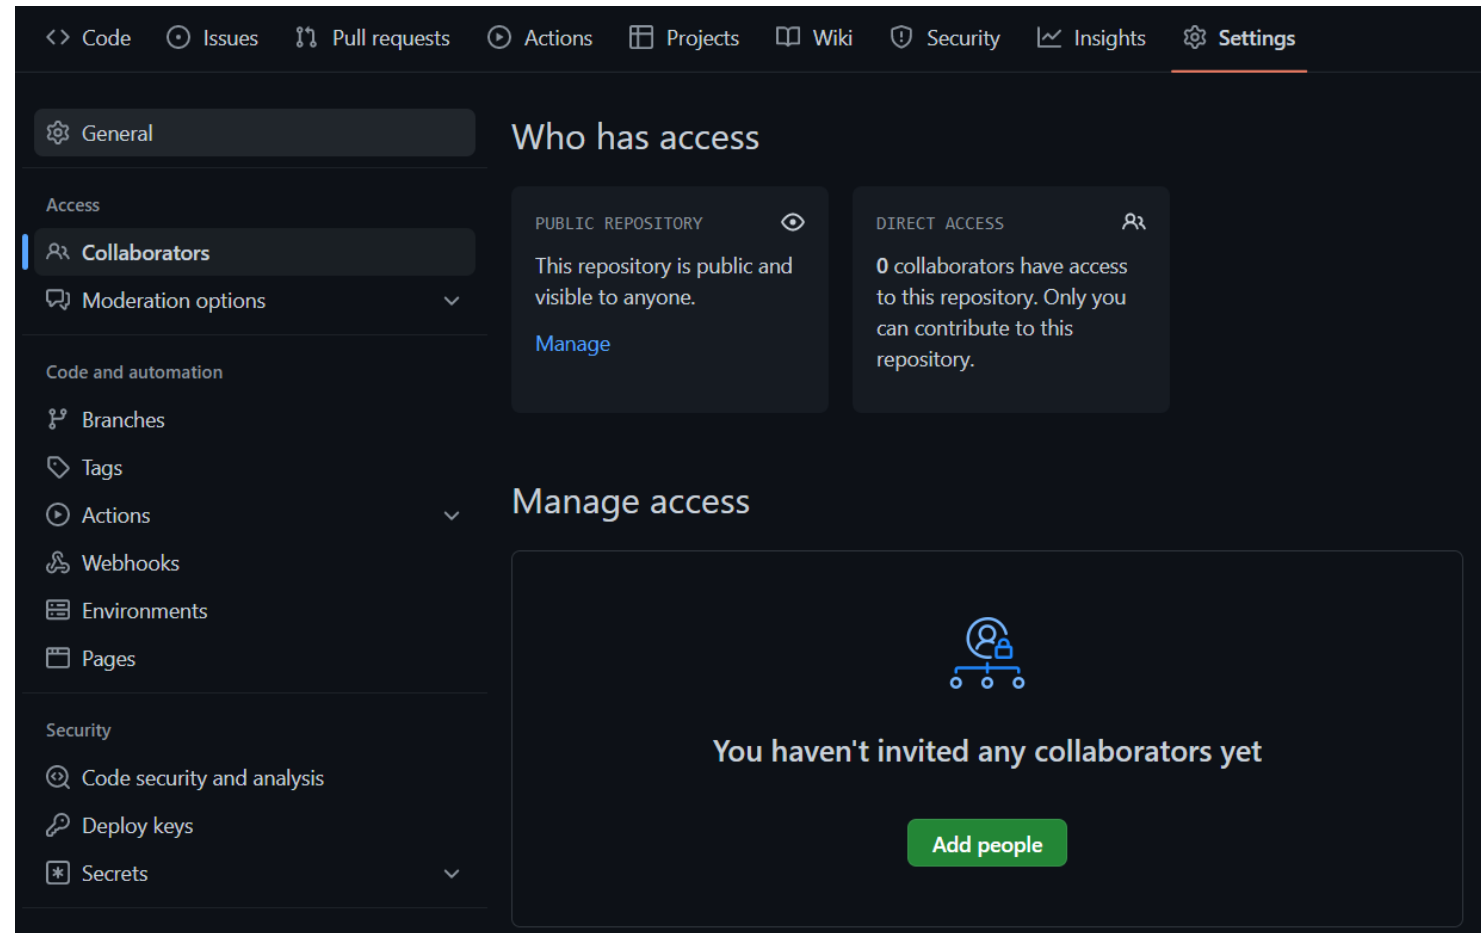 Code Issues Pull requests Actions Projects Wiki Security Insights Settings
General
Access
Collaborators
Moderation options
Code and automation
Branches
Tags
Actions
Webhooks
Environments
Pages
Security
Code security and analysis
Deploy keys
Secrets
Who has access
PUBLIC REPOSITORY
This repository is public and
visible to anyone.
Manage
DIRECT ACCESS
0 collaborators have access
to this repository. Only you
can contribute to this
repository.
Manage access
You haven't invited any collaborators yet
Add people